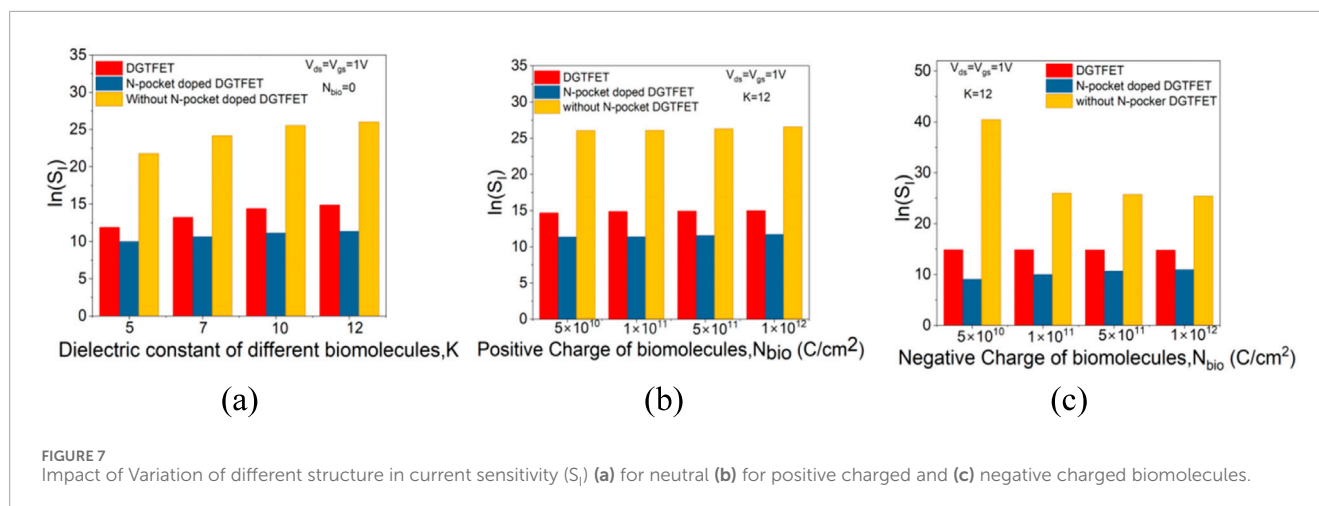 35
30
25
20
15
10
5
0
ln(S_I)
DGTFET
N-pocket doped DGTFET
Without N-pocket doped DGTFET
V_ds=V_gs=1V
N_bio=0
5 7 10 12
Dielectric constant of different biomolecules,K
(a)
35
30
25
20
15
10
5
0
ln(S_I)
DGTFET
N-pocket doped DGTFET
without N-pocket DGTFET
V_ds=V_gs=1V
K=12
5×10^10 1×10^11 5×10^11 1×10^12
Positive Charge of biomolecules,N_bio (C/cm^2)
(b)
50
40
30
20
10
0
ln(S_I)
V_ds=V_gs=1V
K=12
DGTFET
N-pocket doped DGTFET
without N-pocker DGTFET
5×10^10 1×10^11 5×10^11 1×10^12
Negative Charge of biomolecules,N_bio (C/cm^2)
(c)
FIGURE 7
Impact of Variation of different structure in current sensitivity (S_I) (a) for neutral (b) for positive charged and (c) negative charged biomolecules.